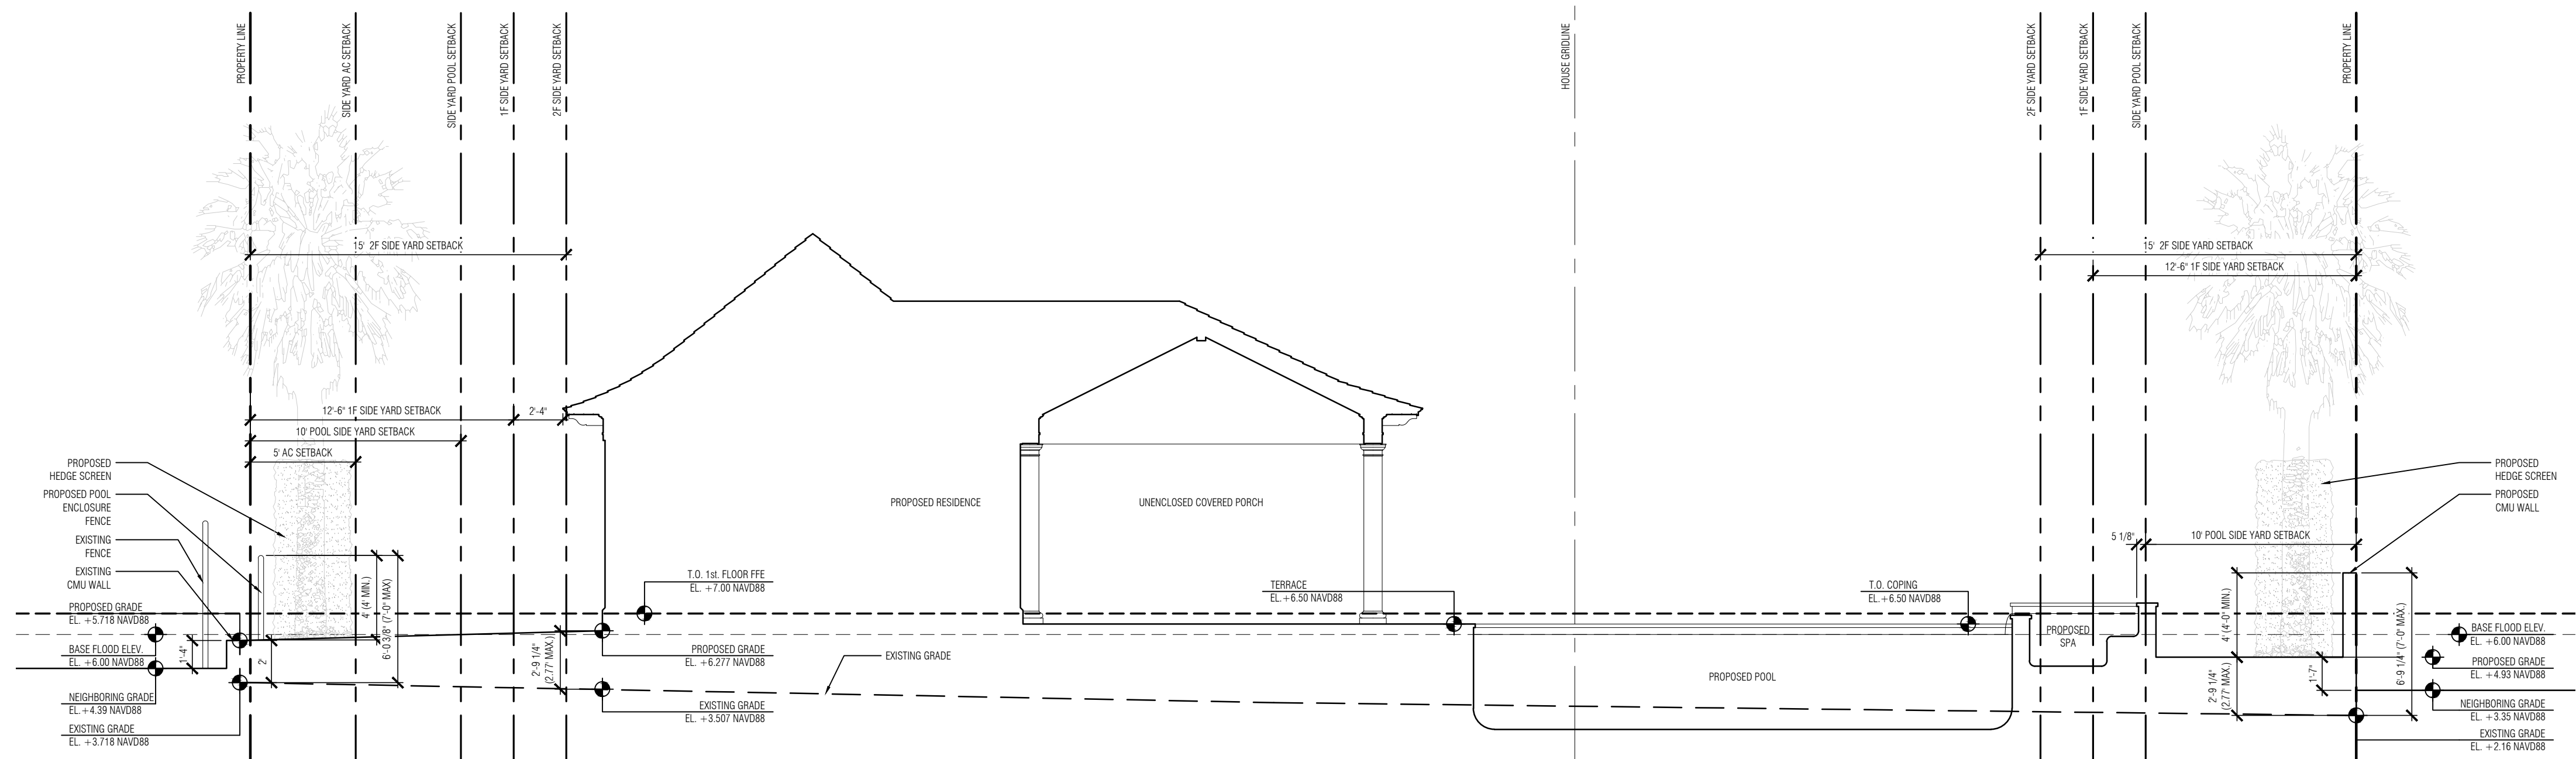 PROPERTY LINE
SIDE YARD AC SETBACK
SIDE YARD POOL SETBACK
1F SIDE YARD SETBACK
2F SIDE YARD SETBACK
HOUSE GRIDLINE
2F SIDE YARD SETBACK
1F SIDE YARD SETBACK
SIDE YARD POOL SETBACK
PROPERTY LINE
15' 2F SIDE YARD SETBACK
15' 2F SIDE YARD SETBACK
12'-6" 1F SIDE YARD SETBACK
12'-6" 1F SIDE YARD SETBACK
2'-4"
10' POOL SIDE YARD SETBACK
5' AC SETBACK
PROPOSED
HEDGE SCREEN
PROPOSED POOL
ENCLOSURE
FENCE
EXISTING
FENCE
EXISTING
CMU WALL
PROPOSED GRADE
EL. +5.718 NAVD88
BASE FLOOD ELEV.
EL. +6.00 NAVD88
NEIGHBORING GRADE
EL.+4.39 NAVD88
EXISTING GRADE
EL. +3.718 NAVD88
1'-4"
2'
4' (4' MIN.)
6'-0 3/8" (7'-0" MAX)
2'-9 1/4"
(2.77' MAX.)
T.O. 1st. FLOOR FFE
EL. +7.00 NAVD88
PROPOSED GRADE
EL. +6.277 NAVD88
EXISTING GRADE
EL. +3.507 NAVD88
PROPOSED RESIDENCE
UNENCLOSED COVERED PORCH
EXISTING GRADE
TERRACE
EL.+6.50 NAVD88
PROPOSED POOL
T.O. COPING
EL.+6.50 NAVD88
PROPOSED
SPA
5 1/8"
10' POOL SIDE YARD SETBACK
4' (4'-0" MIN.)
2'-9 1/4"
(2.77' MAX.)
1'-7"
6'-9 1/4" (7'-0" MAX.)
PROPOSED
HEDGE SCREEN
PROPOSED
CMU WALL
BASE FLOOD ELEV.
EL. +6.00 NAVD88
PROPOSED GRADE
EL. +4.93 NAVD88
NEIGHBORING GRADE
EL. +3.35 NAVD88
EXISTING GRADE
EL. +2.16 NAVD88